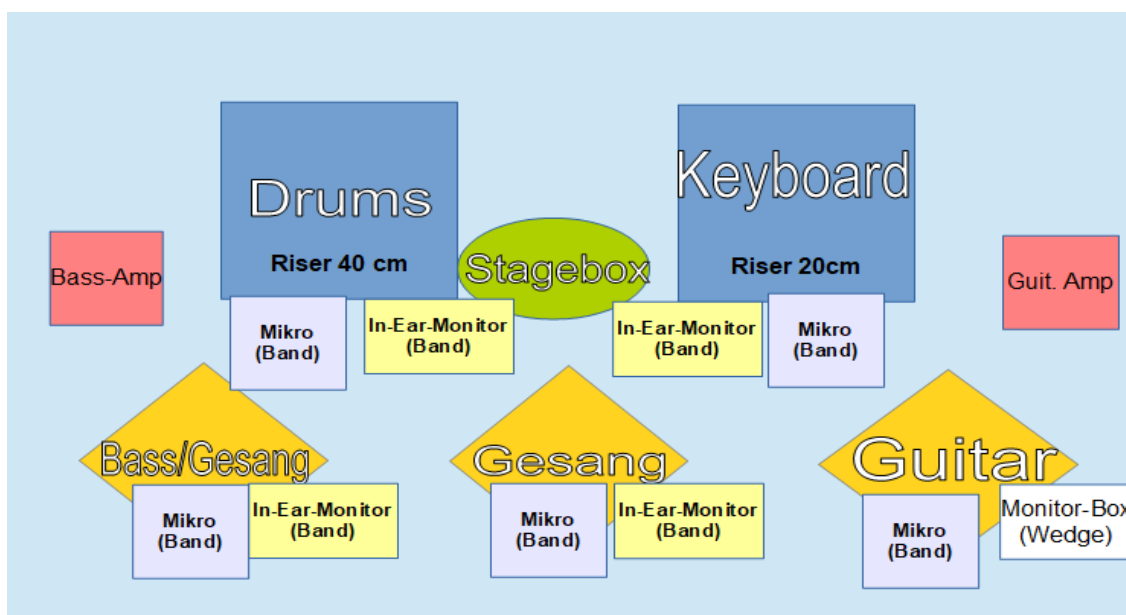 Drums
Riser 40 cm
Keyboard
Riser 20cm
Stagebox
Bass-Amp
Guit. Amp
Mikro
(Band)
In-Ear-Monitor
(Band)
In-Ear-Monitor
(Band)
Mikro
(Band)
Bass/Gesang
Mikro
(Band)
In-Ear-Monitor
(Band)
Gesang
Mikro
(Band)
In-Ear-Monitor
(Band)
Guitar
Mikro
(Band)
Monitor-Box
(Wedge)